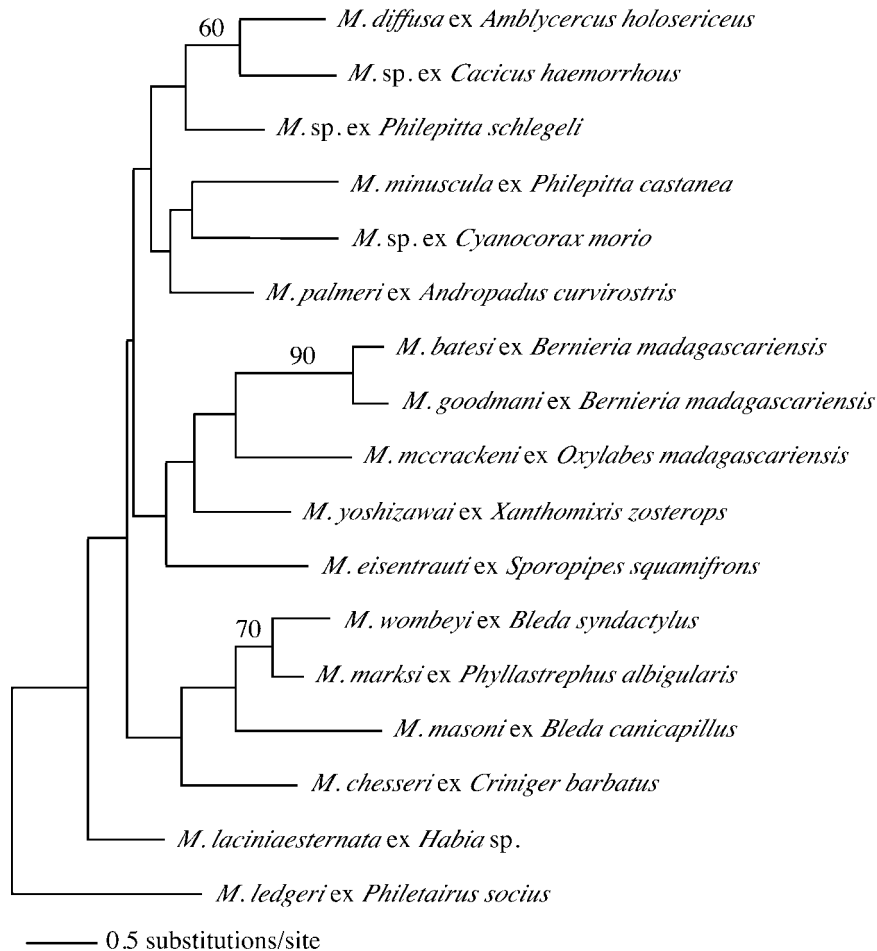 60
M. diffusa ex Amblycercus holosericeus
M. sp. ex Cacicus haemorrhous
M. sp. ex Philepitta schlegeli
M. minuscula ex Philepitta castanea
M. sp. ex Cyanocorax morio
M. palmeri ex Andropadus curvirostris
90
M. batesi ex Bernieria madagascariensis
M. goodmani ex Bernieria madagascariensis
M. mccrackeni ex Oxylabes madagascariensis
M. yoshizawai ex Xanthomixis zosterops
M. eisentrauti ex Sporopipes squamifrons
M. wombeyi ex Bleda syndactylus
70
M. marksi ex Phyllastrephus albigularis
M. masoni ex Bleda canicapillus
M. chesseri ex Criniger barbatus
M. laciniaesternata ex Habia sp.
M. ledgeri ex Philetairus socius
0.5 substitutions/site